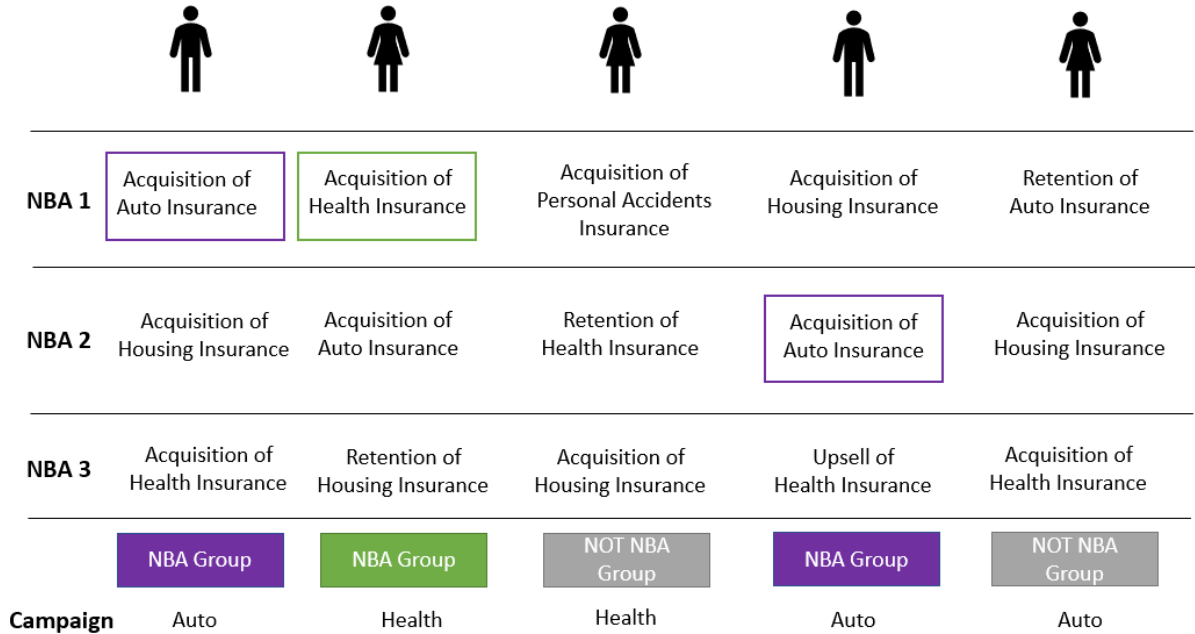 NBA 1
Acquisition of
Auto Insurance
Acquisition of
Health Insurance
Acquisition of
Personal Accidents
Insurance
Acquisition of
Housing Insurance
Retention of
Auto Insurance
NBA 2
Acquisition of
Housing Insurance
Acquisition of
Auto Insurance
Retention of
Health Insurance
Acquisition of
Auto Insurance
Acquisition of
Housing Insurance
NBA 3
Acquisition of
Health Insurance
Retention of
Housing Insurance
Acquisition of
Housing Insurance
Upsell of
Health Insurance
Acquisition of
Health Insurance
NBA Group
NBA Group
NOT NBA
Group
NBA Group
NOT NBA
Group
Campaign
Auto
Health
Health
Auto
Auto